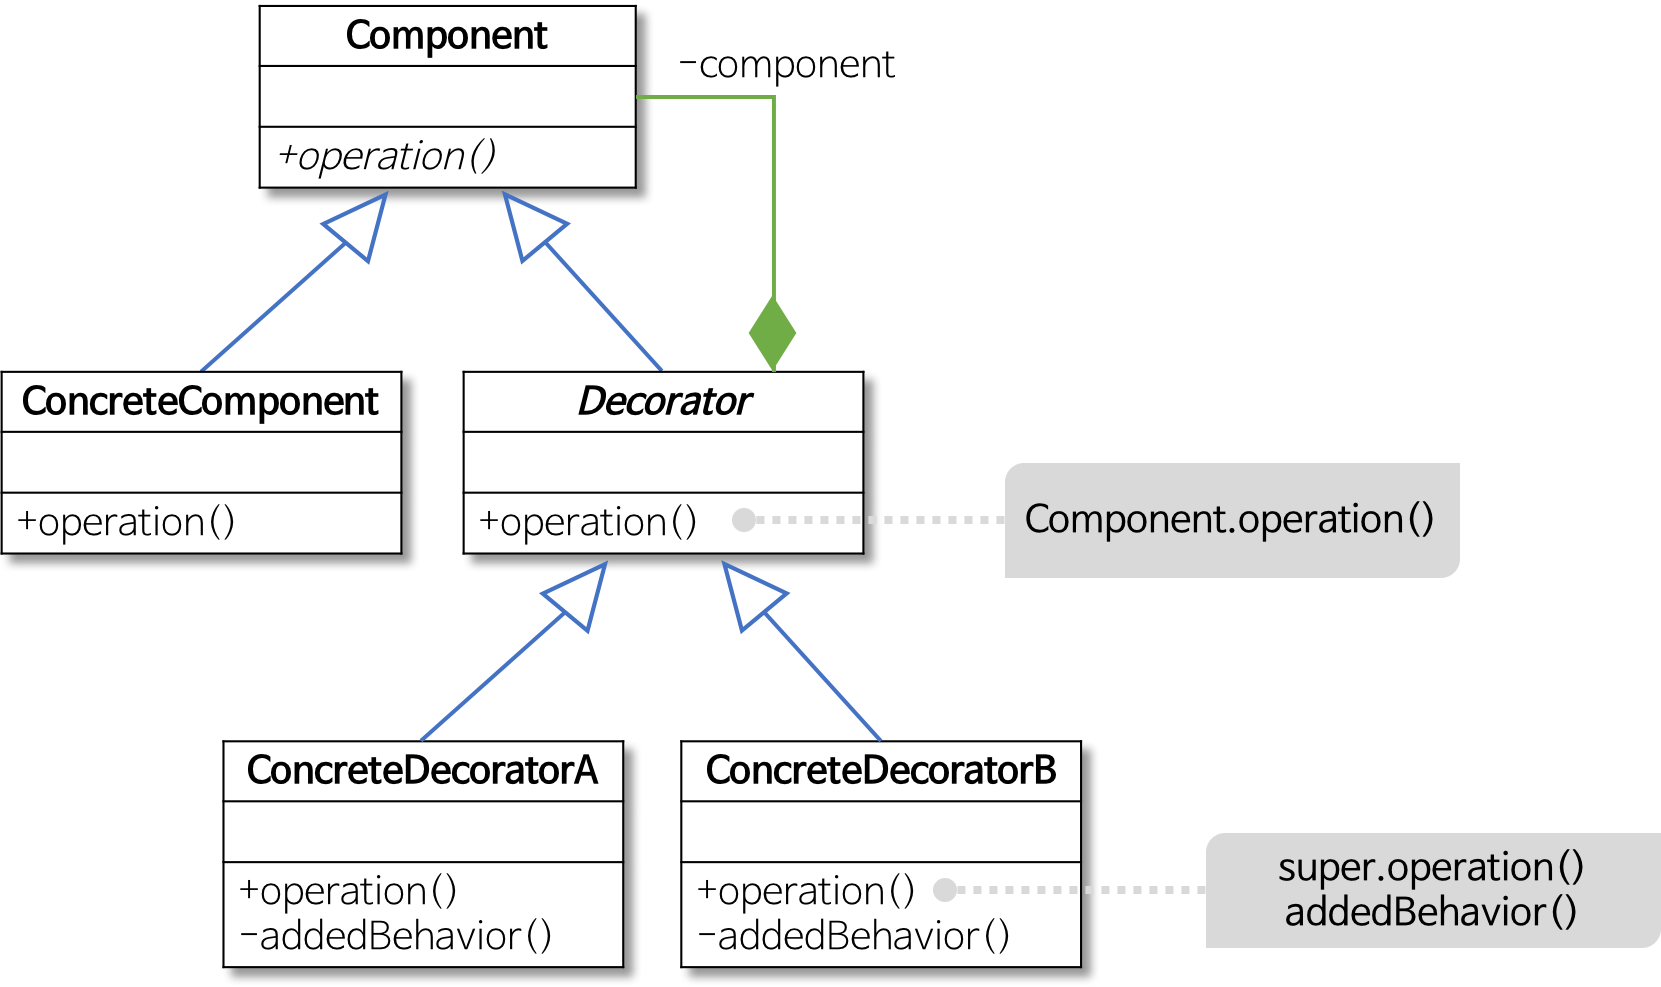 Component
-component
+operation()
ConcreteComponent
+operation()
Decorator
+operation()
Component.operation()
ConcreteDecoratorA
+operation()
-addedBehavior()
ConcreteDecoratorB
+operation()
-addedBehavior()
super.operation()
addedBehavior()